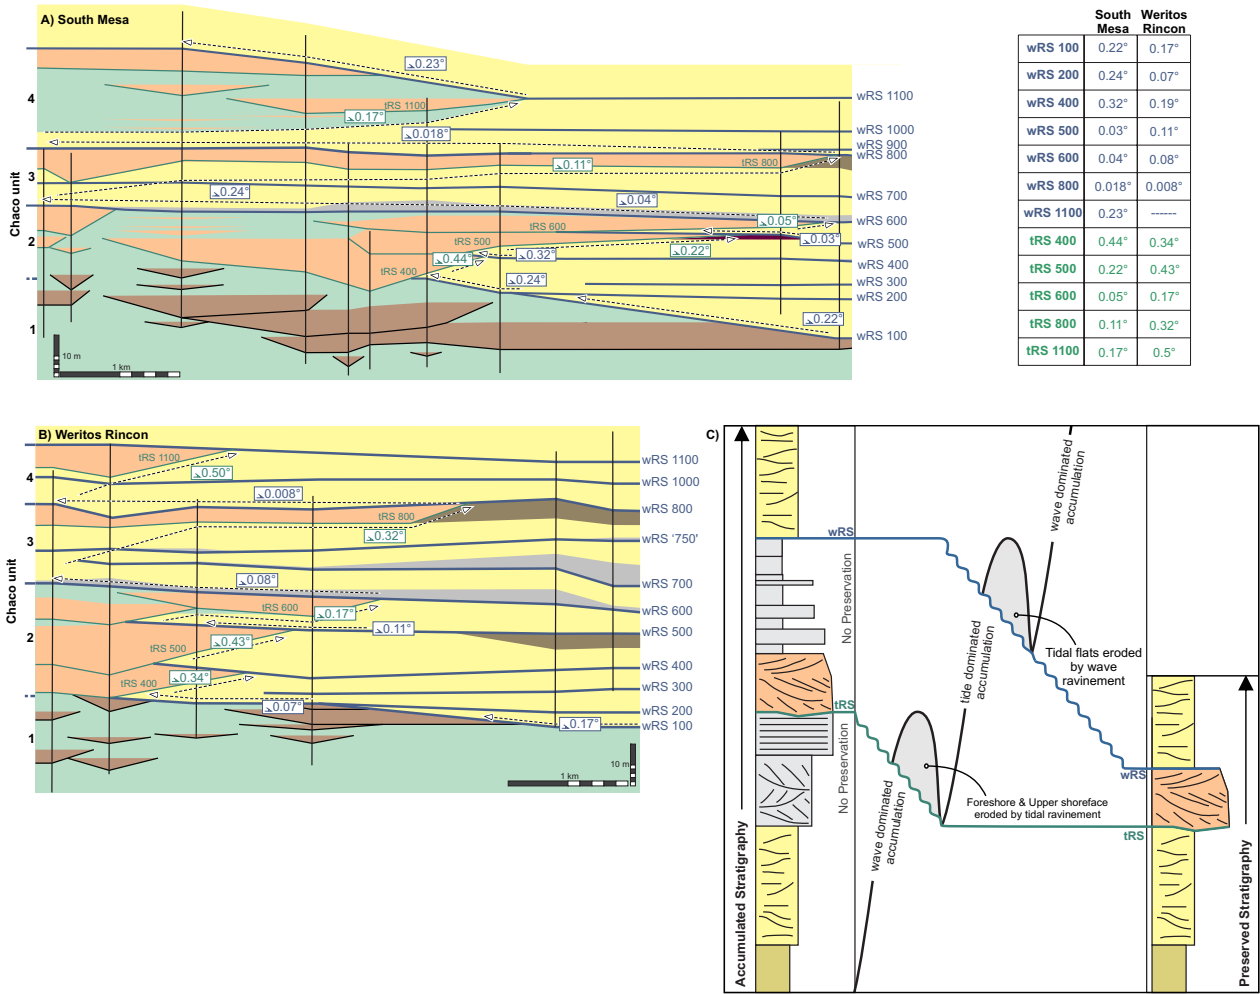 A) South Mesa
Chaco unit
4
3
2
1
0.23°
tRS 1100
0.17°
0.018°
0.11°
tRS 800
0.24°
0.04°
0.05°
tRS 600
0.03°
tRS 500
0.22°
0.32°
0.44°
tRS 400
0.24°
0.22°
wRS 1100
wRS 1000
wRS 900
wRS 800
wRS 700
wRS 600
wRS 500
wRS 400
wRS 300
wRS 200
wRS 100
10 m
1 km
South Mesa Weritos Rincon
wRS 100 0.22° 0.17°
wRS 200 0.24° 0.07°
wRS 400 0.32° 0.19°
wRS 500 0.03° 0.11°
wRS 600 0.04° 0.08°
wRS 800 0.018° 0.008°
wRS 1100 0.23° ------
tRS 400 0.44° 0.34°
tRS 500 0.22° 0.43°
tRS 600 0.05° 0.17°
tRS 800 0.11° 0.32°
tRS 1100 0.17° 0.5°
B) Weritos Rincon
Chaco unit
4
3
2
1
tRS 1100
0.50°
0.008°
tRS 800
0.32°
0.08°
tRS 600
0.17°
0.11°
0.43°
tRS 500
0.34°
tRS 400
0.07°
0.17°
wRS 1100
wRS 1000
wRS 800
wRS '750'
wRS 700
wRS 600
wRS 500
wRS 400
wRS 300
wRS 200
wRS 100
10 m
1 km
C)
Accumulated Stratigraphy
wRS
No Preservation
tRS
No Preservation
wave dominated
accumulation
tide dominated
accumulation
wave dominated
accumulation
Tidal flats eroded
by wave
ravinement
Foreshore & Upper shoreface
eroded by tidal ravinement
wRS
tRS
Preserved Stratigraphy